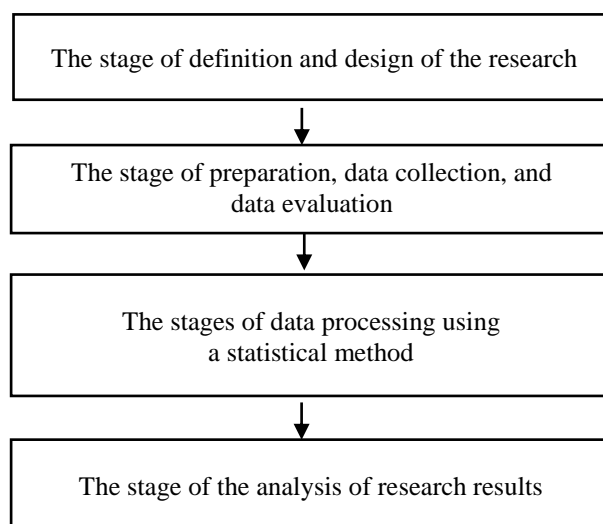 The stage of definition and design of the research
The stage of preparation, data collection, and
data evaluation
The stages of data processing using
a statistical method
The stage of the analysis of research results